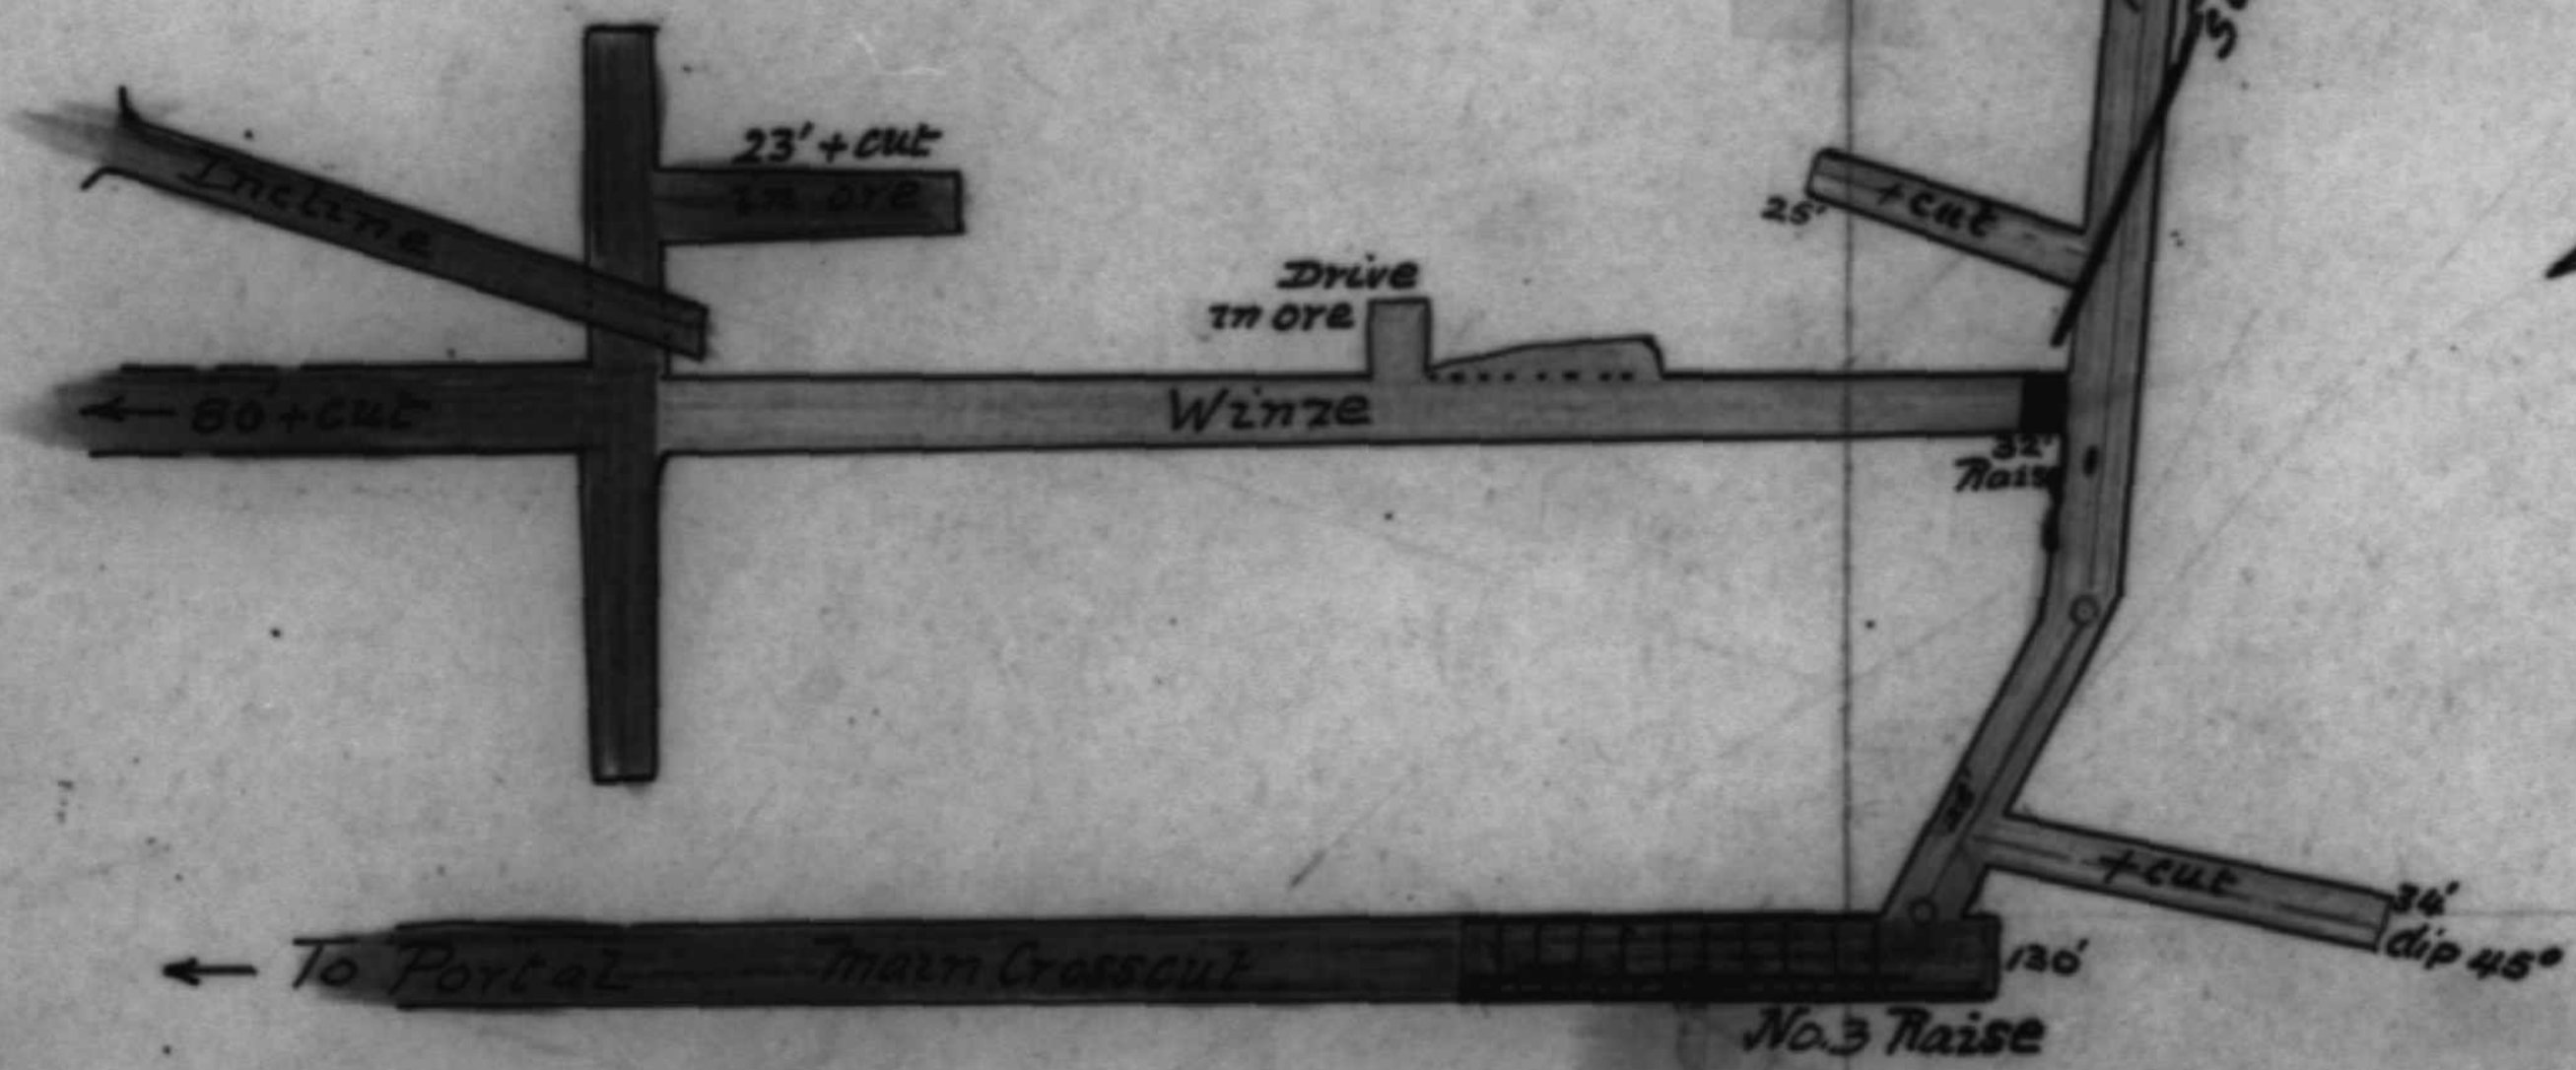 Incline
23' + cut
in ore
Drive
in ore
+ cut
25'
← 80' + cut
Winze
32'
Raise
+ cut
34'
dip 45°
← To Portal
Main Crosscut
130'
No. 3 Raise